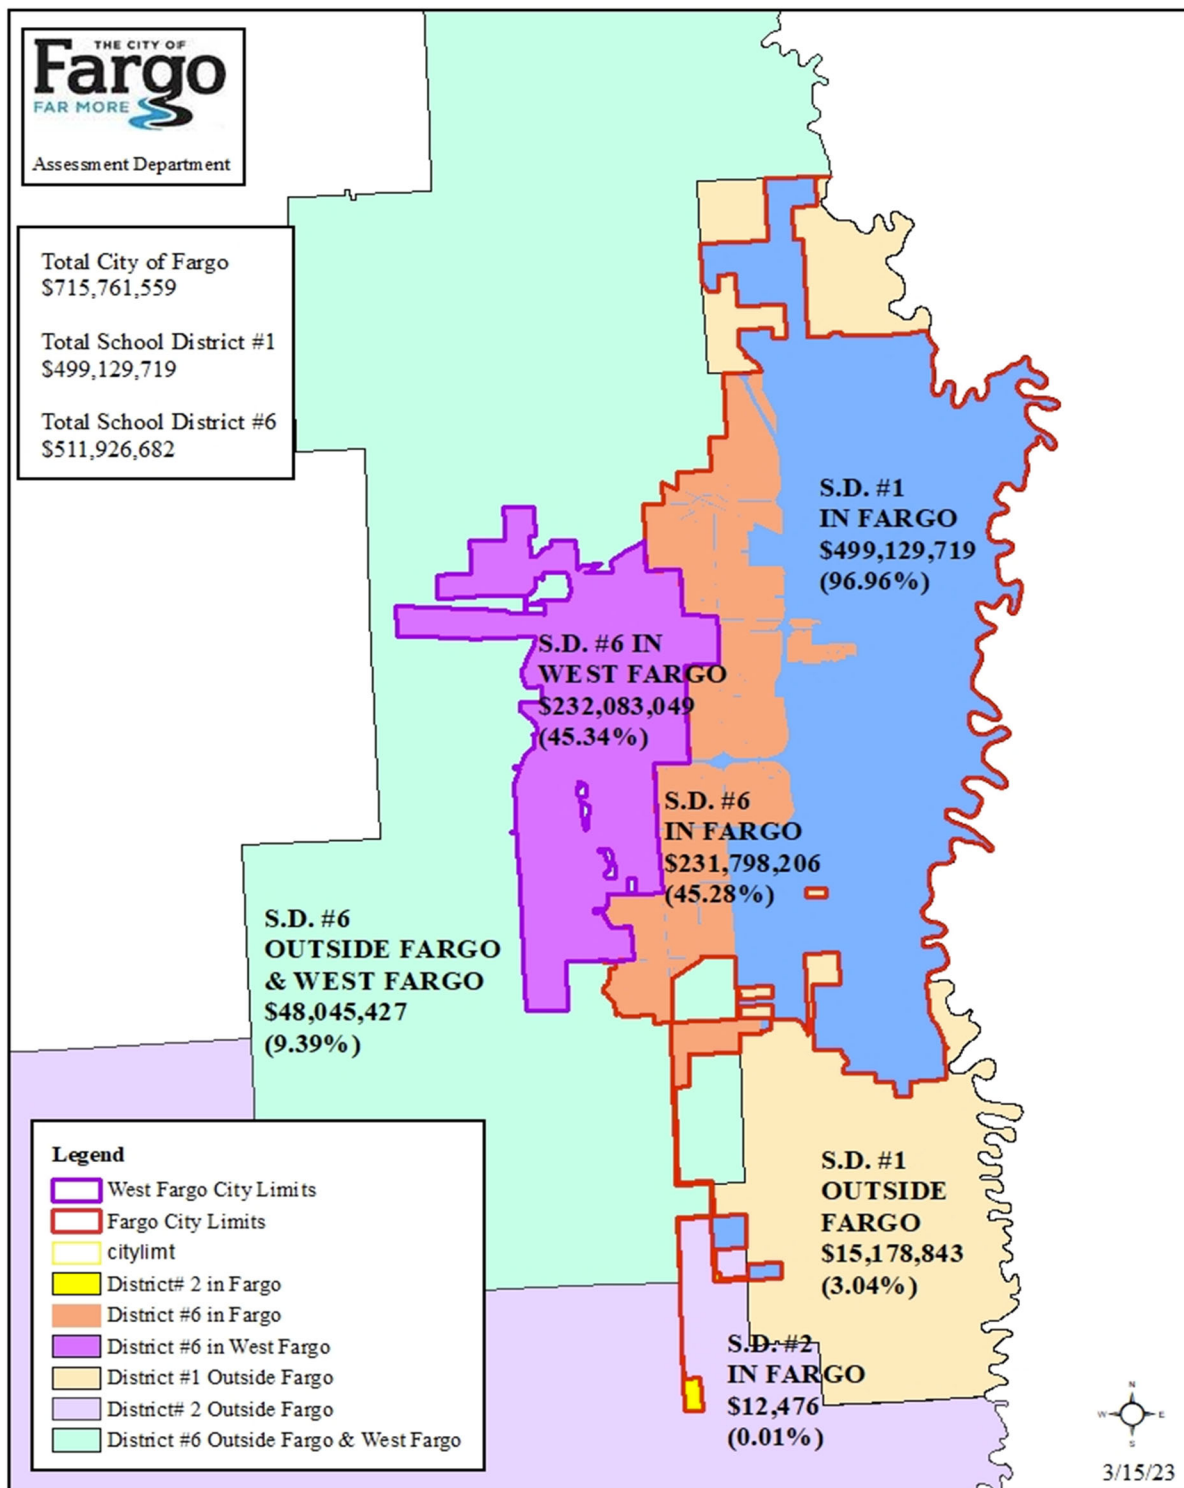 THE CITY OF
Fargo
FAR MORE
Assessment Department
Total City of Fargo
$715,761,559
Total School District #1
$499,129,719
Total School District #6
$511,926,682
S.D. #1
IN FARGO
$499,129,719
(96.96%)
S.D. #6 IN
WEST FARGO
$232,083,049
(45.34%)
S.D. #6
IN FARGO
$231,798,206
(45.28%)
S.D. #6
OUTSIDE FARGO
& WEST FARGO
$48,045,427
(9.39%)
S.D. #1
OUTSIDE
FARGO
$15,178,843
(3.04%)
S.D. #2
IN FARGO
$12,476
(0.01%)
Legend
West Fargo City Limits
Fargo City Limits
citylimt
District# 2 in Fargo
District #6 in Fargo
District #6 in West Fargo
District #1 Outside Fargo
District# 2 Outside Fargo
District #6 Outside Fargo & West Fargo
N
W E
S
3/15/23